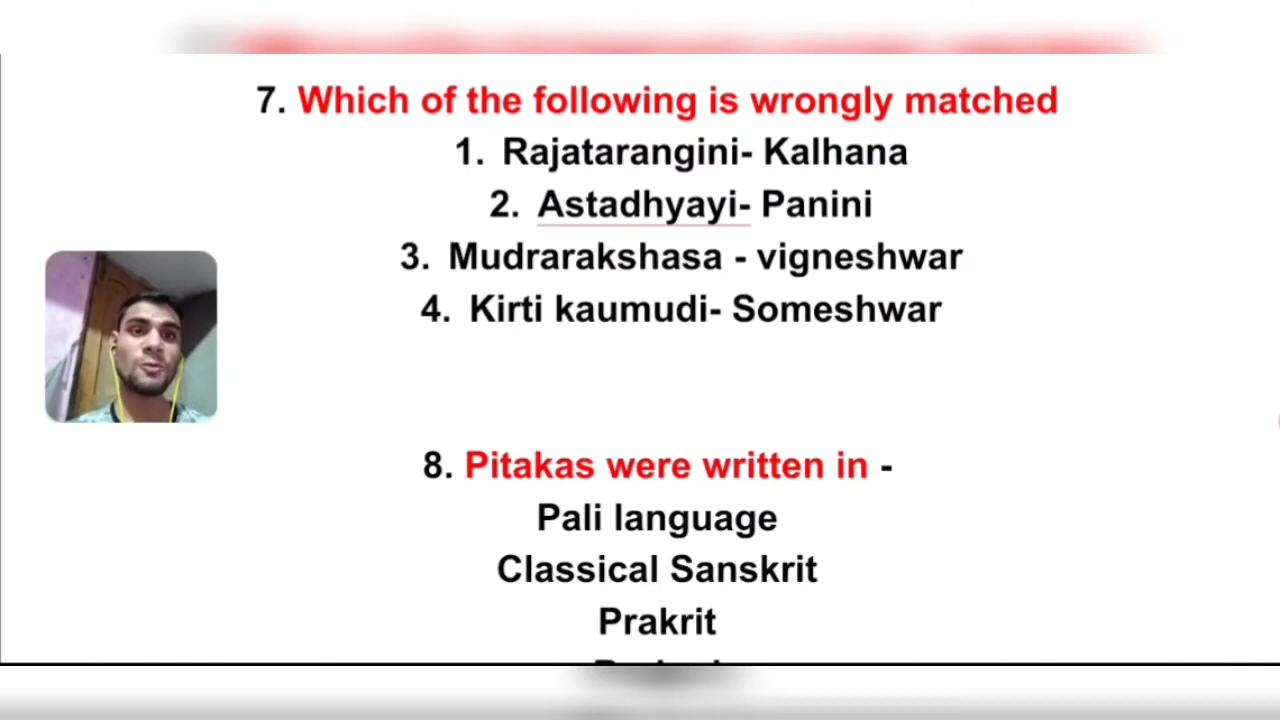 7. Which of the following is wrongly matched
1. Rajatarangini- Kalhana
2. Astadhyayi- Panini
3. Mudrarakshasa - vigneshwar
4. Kirti kaumudi- Someshwar
8. Pitakas were written in -
Pali language
Classical Sanskrit
Prakrit